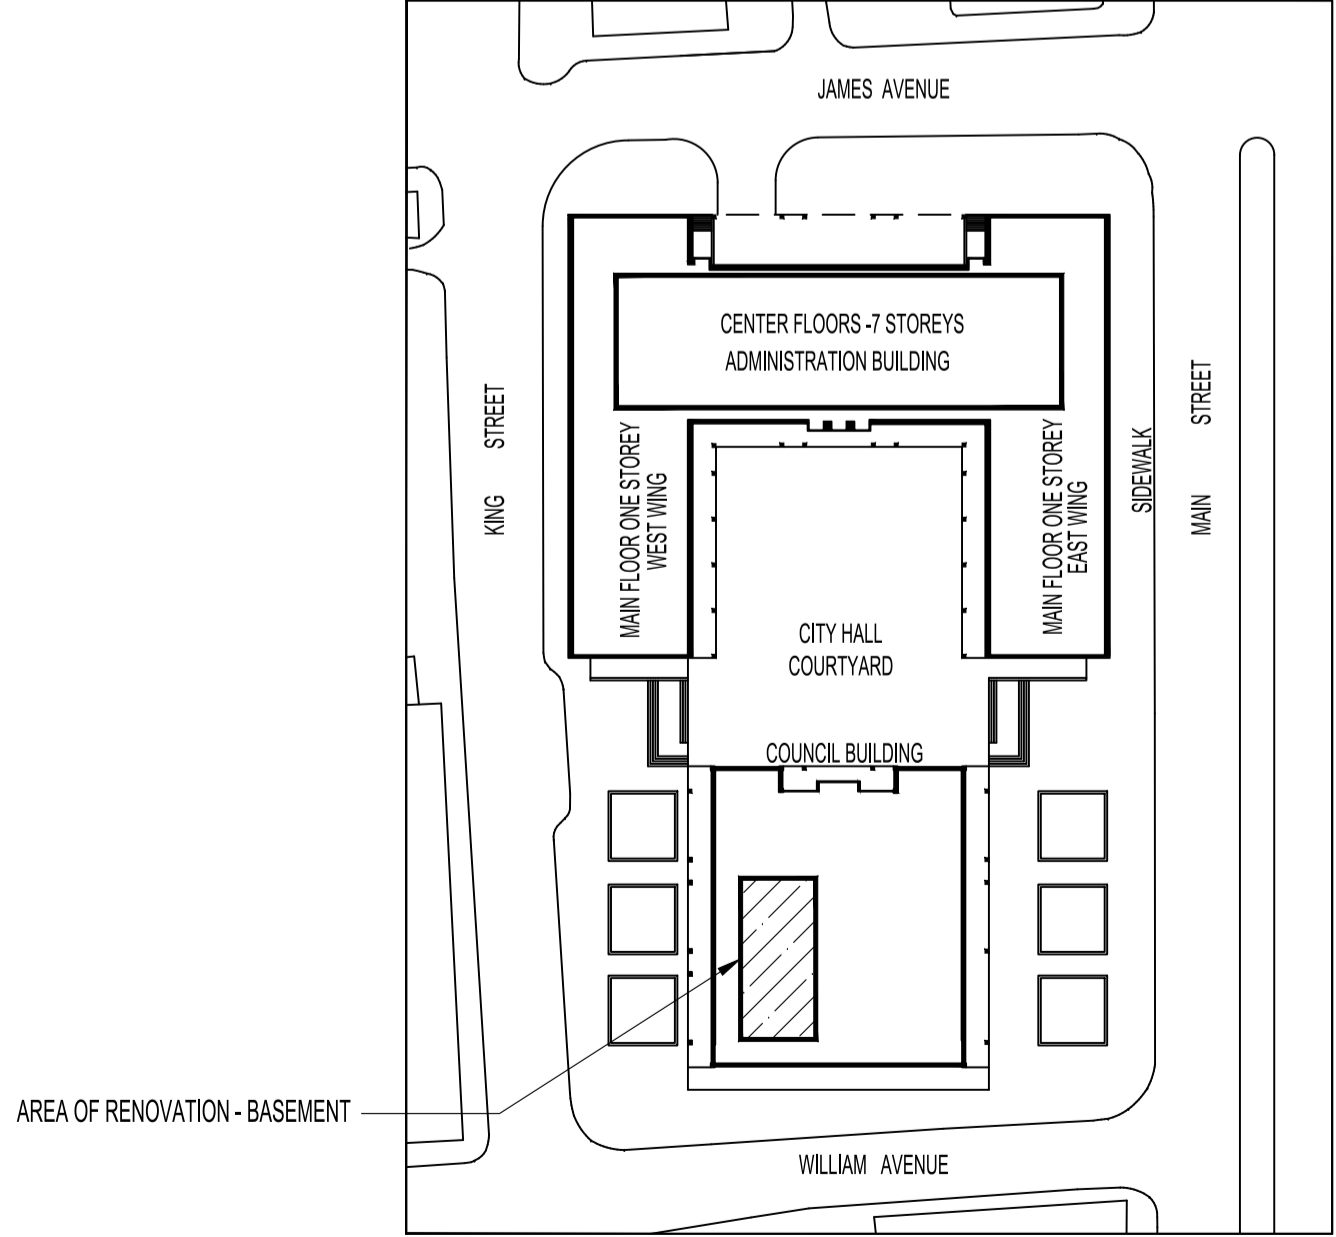 JAMES AVENUE
CENTER FLOORS -7 STOREYS
ADMINISTRATION BUILDING
KING STREET
MAIN FLOOR ONE STOREY
WEST WING
MAIN FLOOR ONE STOREY
EAST WING
SIDEWALK
MAIN STREET
CITY HALL
COURTYARD
COUNCIL BUILDING
AREA OF RENOVATION - BASEMENT
WILLIAM AVENUE